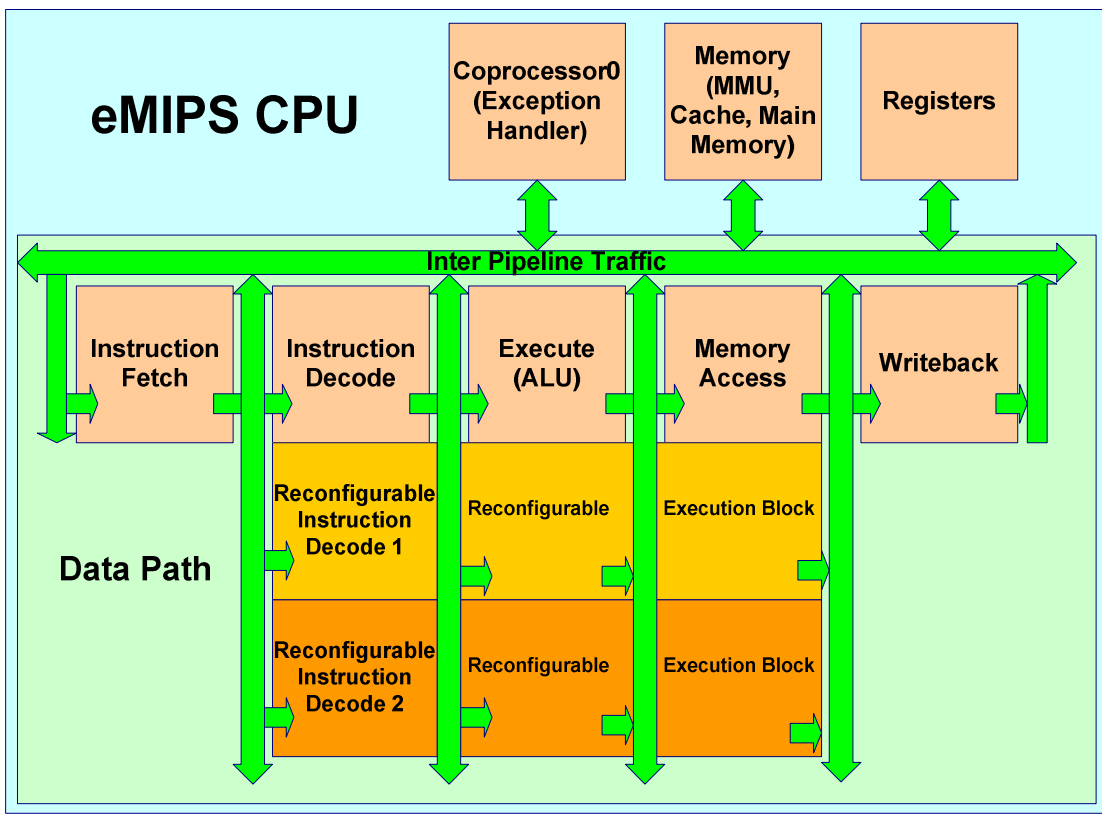 eMIPS CPU
Coprocessor0
(Exception
Handler)
Memory
(MMU,
Cache, Main
Memory)
Registers
Inter Pipeline Traffic
Instruction
Fetch
Instruction
Decode
Execute
(ALU)
Memory
Access
Writeback
Reconfigurable
Instruction
Decode 1
Reconfigurable
Execution Block
Data Path
Reconfigurable
Instruction
Decode 2
Reconfigurable
Execution Block